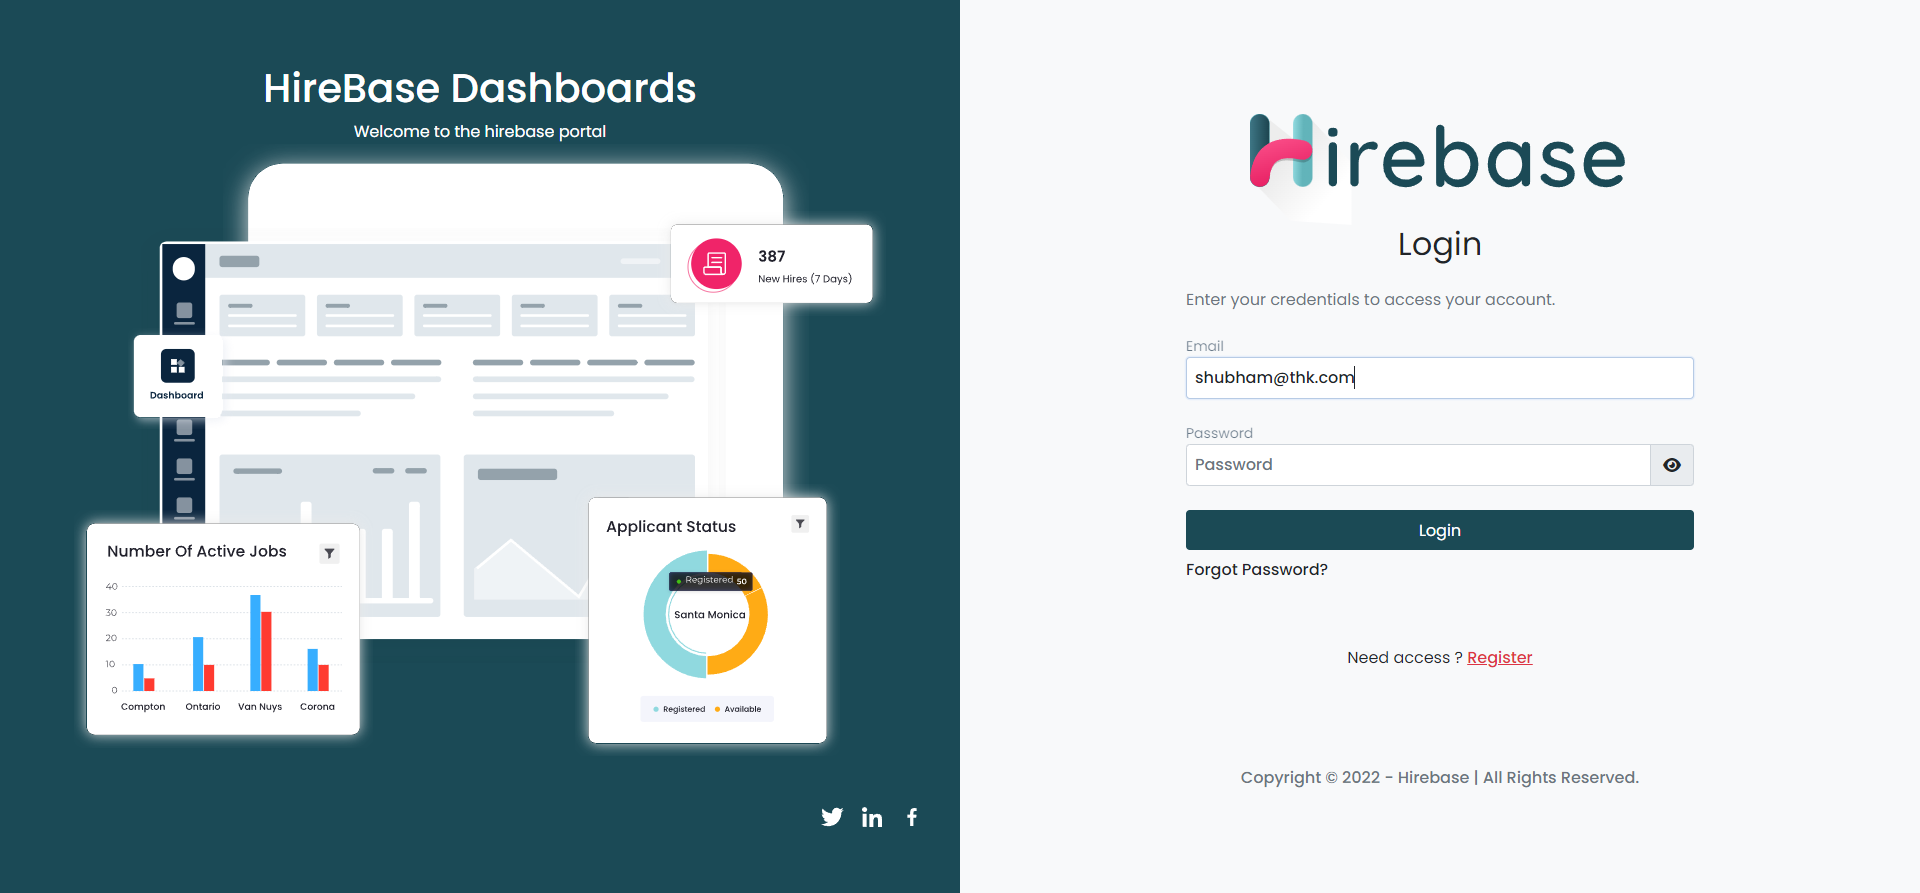 HireBase Dashboards
Welcome to the hirebase portal
387
New Hires (7 Days)
Dashboard
Number Of Active Jobs
40
30
20
10
0
Compton Ontario Van Nuys Corona
Applicant Status
Registered 50
Santa Monica
Registered Available
Hirebase
Login
Enter your credentials to access your account.
Email
shubham@thk.com
Password
Password
Login
Forgot Password?
Need access ? Register
Copyright © 2022 - Hirebase | All Rights Reserved.